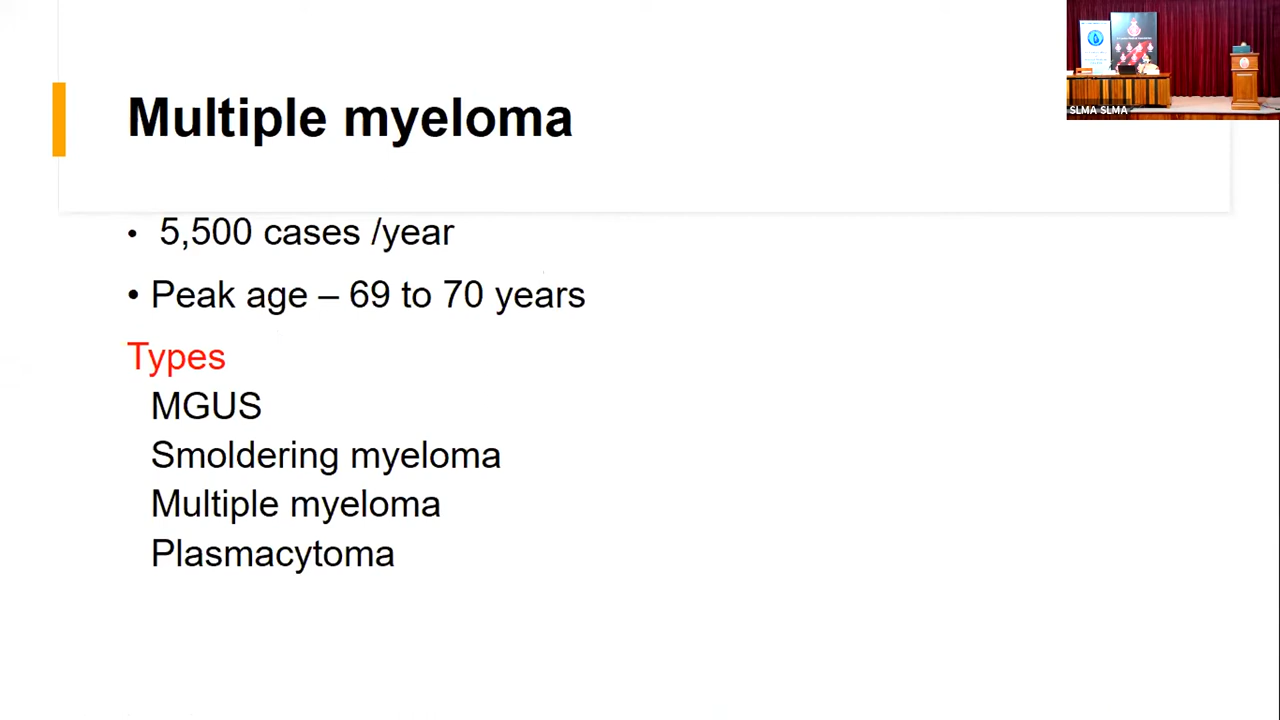 SLMA SLMA
Multiple myeloma
• 5,500 cases /year
• Peak age – 69 to 70 years
Types
MGUS
Smoldering myeloma
Multiple myeloma
Plasmacytoma